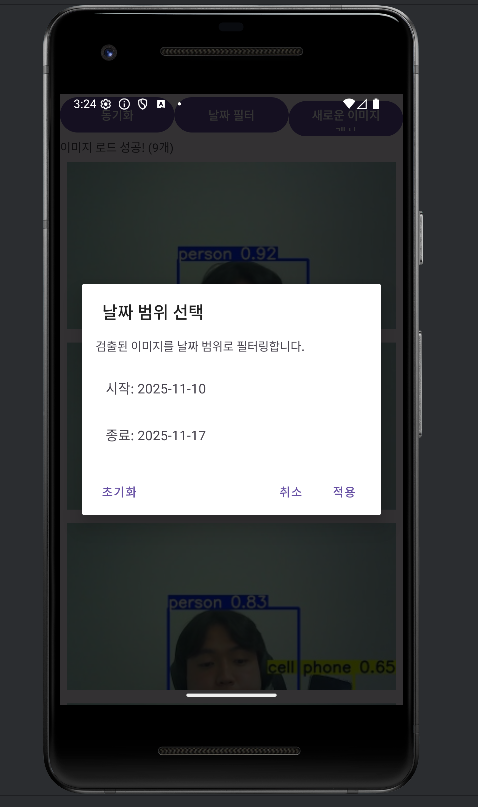 3:24
동기화
날짜 필터
새로운 이미지
이미지 로드 성공! (9개)
person 0.92
날짜 범위 선택
검출된 이미지를 날짜 범위로 필터링합니다.
시작: 2025-11-10
종료: 2025-11-17
초기화
취소
적용
person 0.83
cell phone 0.65